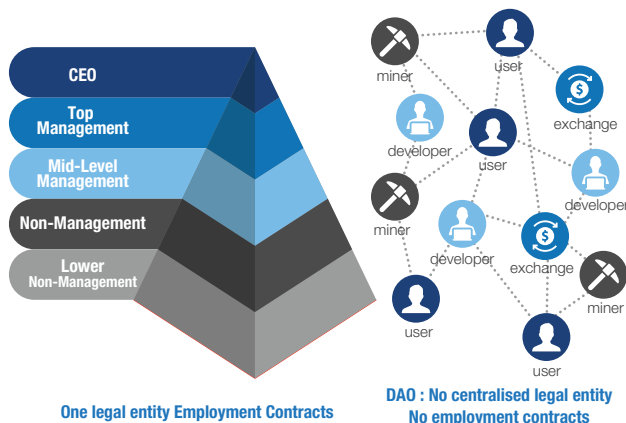 CEO
Top
Management
Mid-Level
Management
Non-Management
Lower
Non-Management
One legal entity Employment Contracts
miner
user
exchange
developer
user
developer
miner
developer
exchange
miner
user
user
DAO : No centralised legal entity
No employment contracts